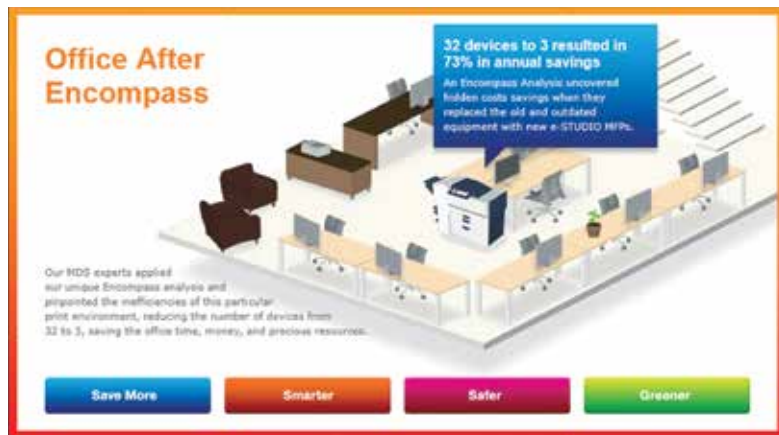 Office After
Encompass
32 devices to 3 resulted in
73% in annual savings
An Encompass Analysis uncovered
hidden costs savings when they
replaced the old and outdated
equipment with new e-STUDIO MFPs.
Our MDS experts applied
our unique Encompass analysis and
pinpointed the inefficiencies of this particular
print environment, reducing the number of devices from
32 to 3, saving the office time, money, and precious resources.
Save More
Smarter
Safer
Greener